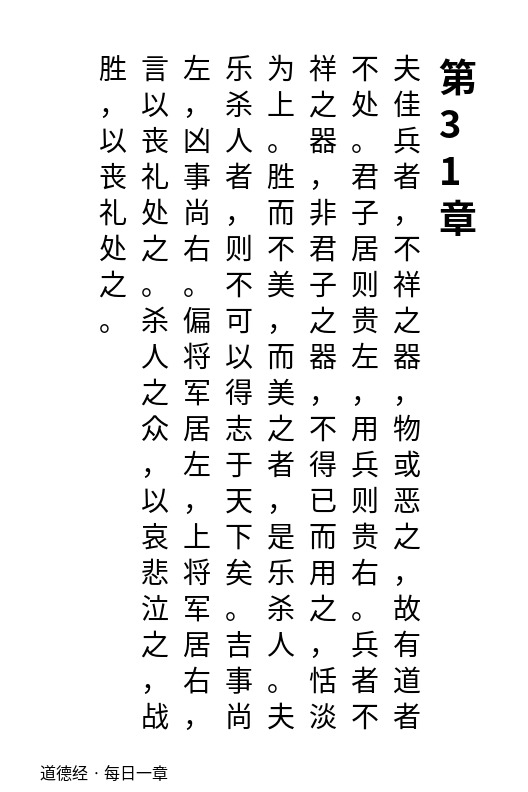 第31章
夫佳兵者，不祥之器，物或恶之，故有道者
不处。君子居则贵左，用兵则贵右。兵者不
祥之器，非君子之器，不得已而用之，恬淡
为上。胜而不美，而美之者，是乐杀人。夫
乐杀人者，则不可以得志于天下矣。吉事尚
左，凶事尚右。偏将军居左，上将军居右，
言以丧礼处之。杀人之众，以哀悲泣之，战
胜，以丧礼处之。
道德经 · 每日一章